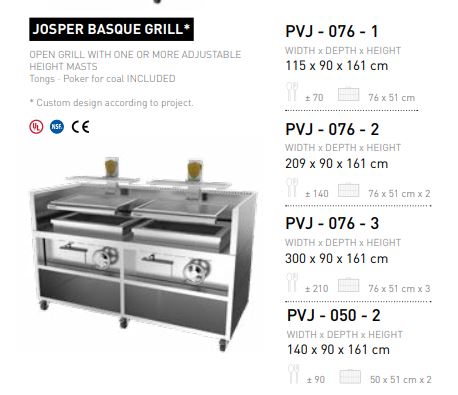 JOSPER BASQUE GRILL*
OPEN GRILL WITH ONE OR MORE ADJUSTABLE
HEIGHT MASTS
Tongs · Poker for coal INCLUDED
* Custom design according to project.
UL NSF CE
PVJ - 076 - 1
WIDTH x DEPTH x HEIGHT
115 x 90 x 161 cm
± 70 76 x 51 cm
PVJ - 076 - 2
WIDTH x DEPTH x HEIGHT
209 x 90 x 161 cm
± 140 76 x 51 cm x 2
PVJ - 076 - 3
WIDTH x DEPTH x HEIGHT
300 x 90 x 161 cm
± 210 76 x 51 cm x 3
PVJ - 050 - 2
WIDTH x DEPTH x HEIGHT
140 x 90 x 161 cm
± 90 50 x 51 cm x 2